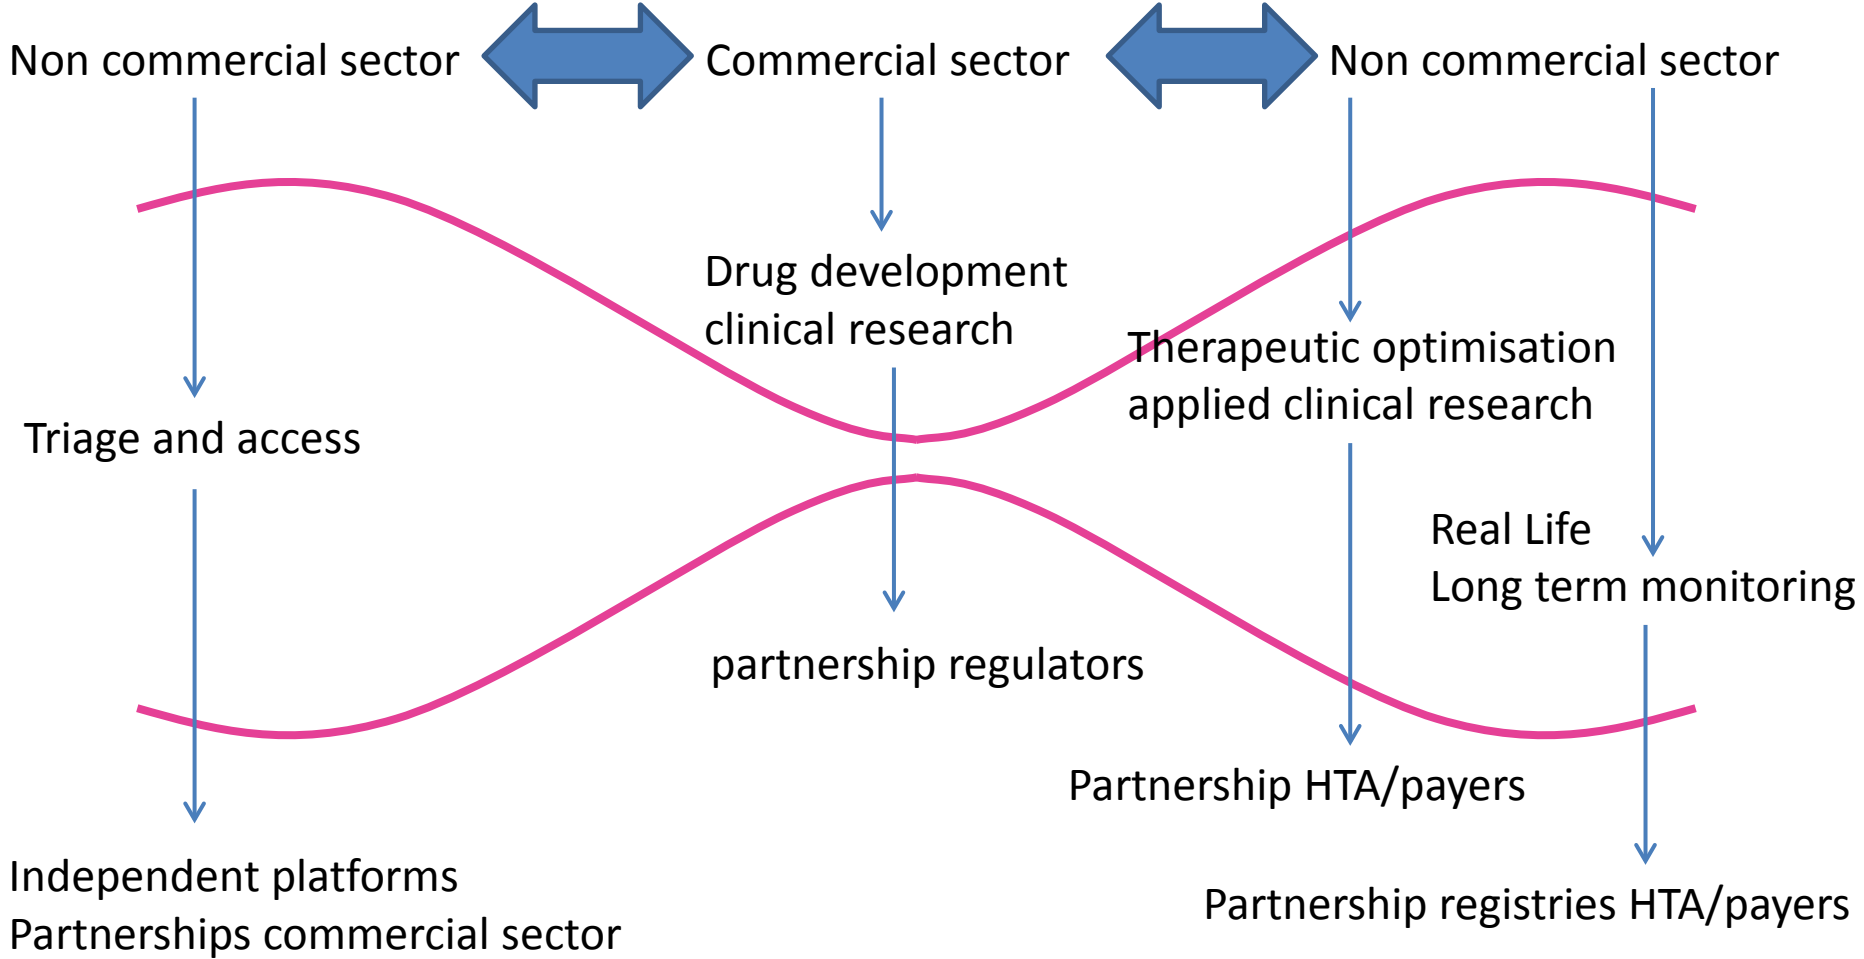 Non commercial sector
Commercial sector
Non commercial sector
Drug development
clinical research
Therapeutic optimisation
applied clinical research
Triage and access
Real Life
Long term monitoring
partnership regulators
Partnership HTA/payers
Independent platforms
Partnerships commercial sector
Partnership registries HTA/payers